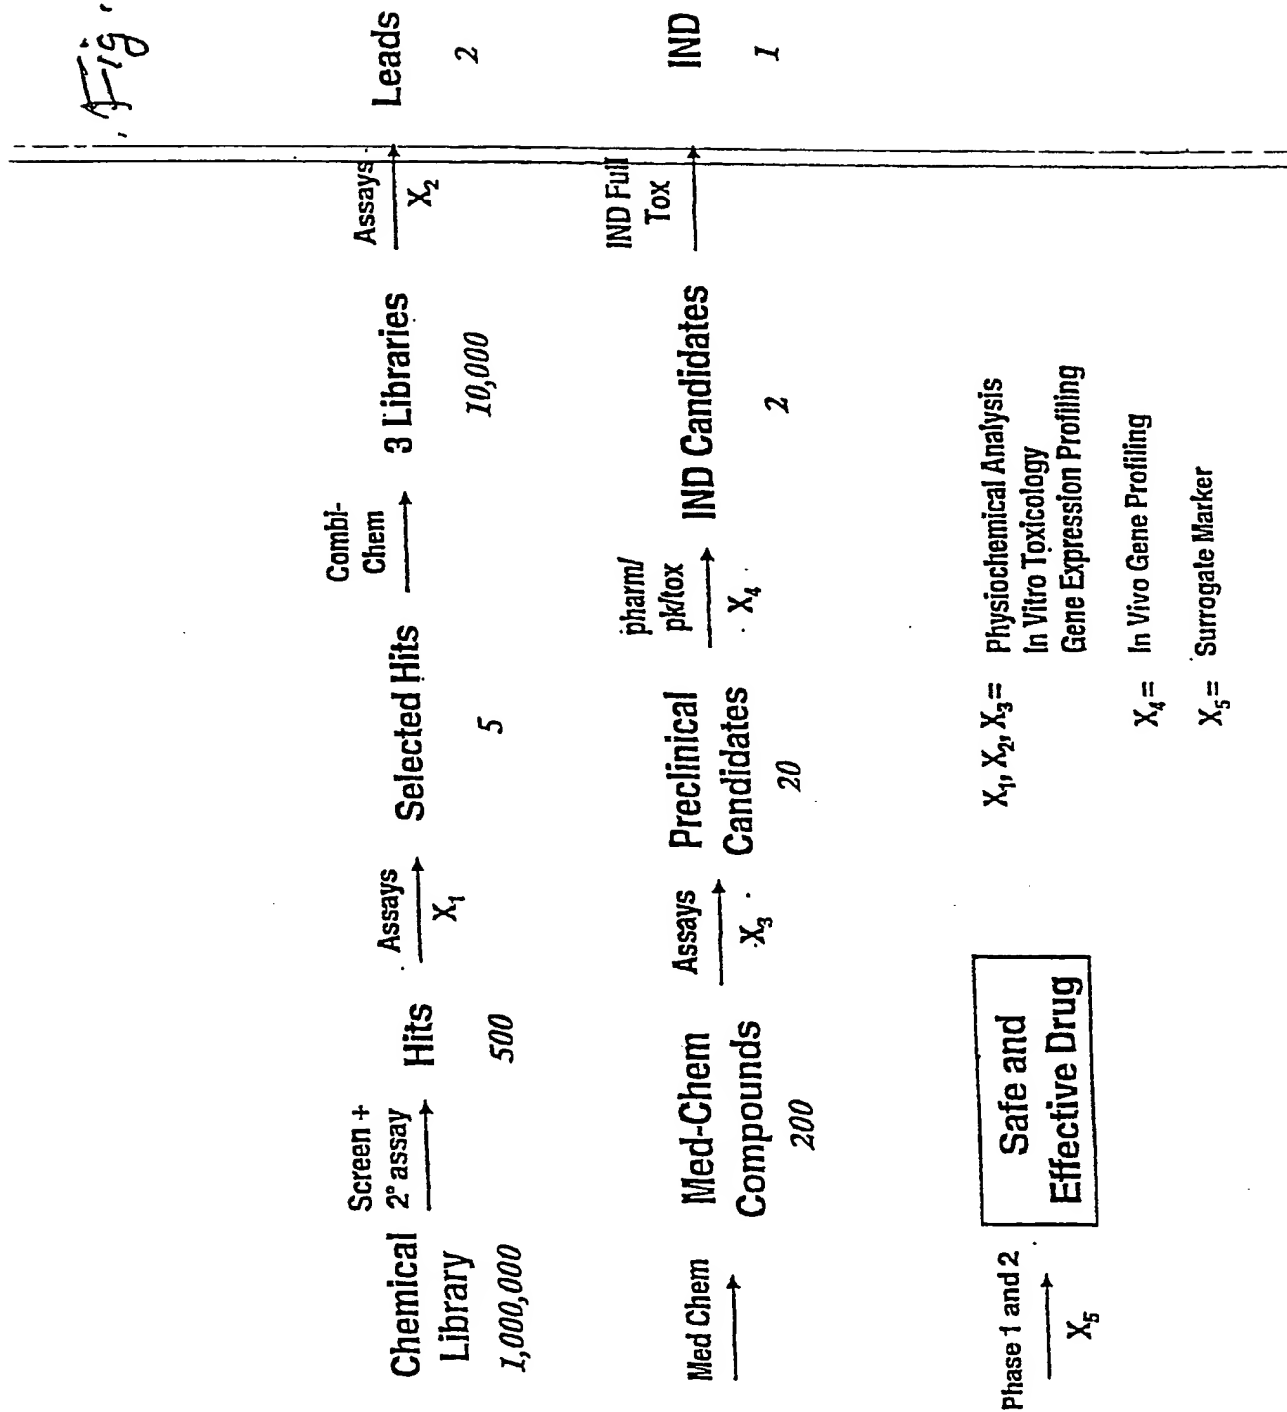 Fig.
Screen +
2° assay
Chemical
Library
1,000,000
Hits
500
Assays
X₁
Selected Hits
5
Combi-
Chem
3 Libraries
10,000
Assays
X₂
Leads
2
Med Chem
Med-Chem
Compounds
200
Assays
X₃
Preclinical
Candidates
20
pharm/
pk/tox
X₄
IND Candidates
2
IND Full
Tox
IND
1
Phase 1 and 2
X₅
Safe and
Effective Drug
X₁, X₂, X₃= Physiochemical Analysis
In Vitro Toxicology
Gene Expression Profiling
X₄= In Vivo Gene Profiling
X₅= Surrogate Marker